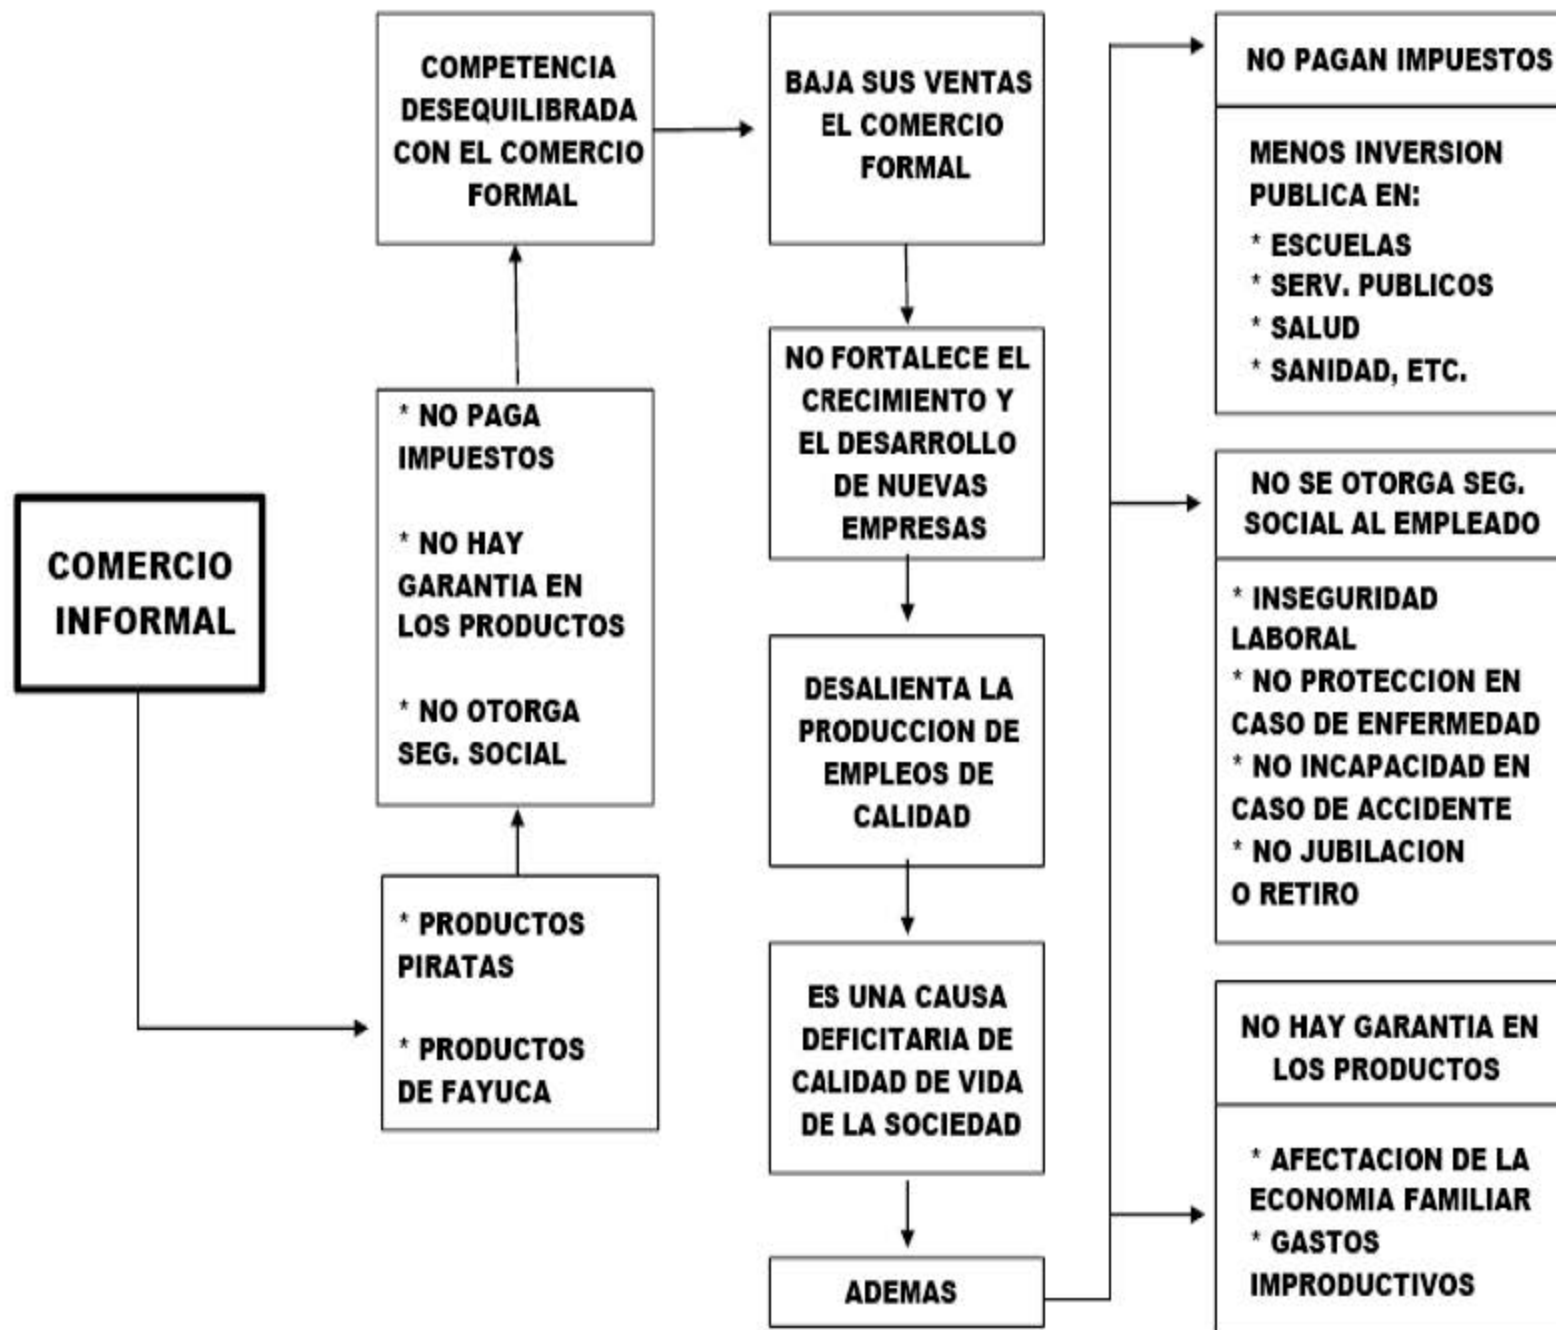 COMERCIO
INFORMAL
* PRODUCTOS
PIRATAS
* PRODUCTOS
DE FAYUCA
* NO PAGA
IMPUESTOS
* NO HAY
GARANTIA EN
LOS PRODUCTOS
* NO OTORGA
SEG. SOCIAL
COMPETENCIA
DESEQUILIBRADA
CON EL COMERCIO
FORMAL
BAJA SUS VENTAS
EL COMERCIO
FORMAL
NO FORTALECE EL
CRECIMIENTO Y
EL DESARROLLO
DE NUEVAS
EMPRESAS
DESALIENTA LA
PRODUCCION DE
EMPLEOS DE
CALIDAD
ES UNA CAUSA
DEFICITARIA DE
CALIDAD DE VIDA
DE LA SOCIEDAD
ADEMAS
NO PAGAN IMPUESTOS
MENOS INVERSION
PUBLICA EN:
* ESCUELAS
* SERV. PUBLICOS
* SALUD
* SANIDAD, ETC.
NO SE OTORGA SEG.
SOCIAL AL EMPLEADO
* INSEGURIDAD
LABORAL
* NO PROTECCION EN
CASO DE ENFERMEDAD
* NO INCAPACIDAD EN
CASO DE ACCIDENTE
* NO JUBILACION
O RETIRO
NO HAY GARANTIA EN
LOS PRODUCTOS
* AFECTACION DE LA
ECONOMIA FAMILIAR
* GASTOS
IMPRODUCTIVOS